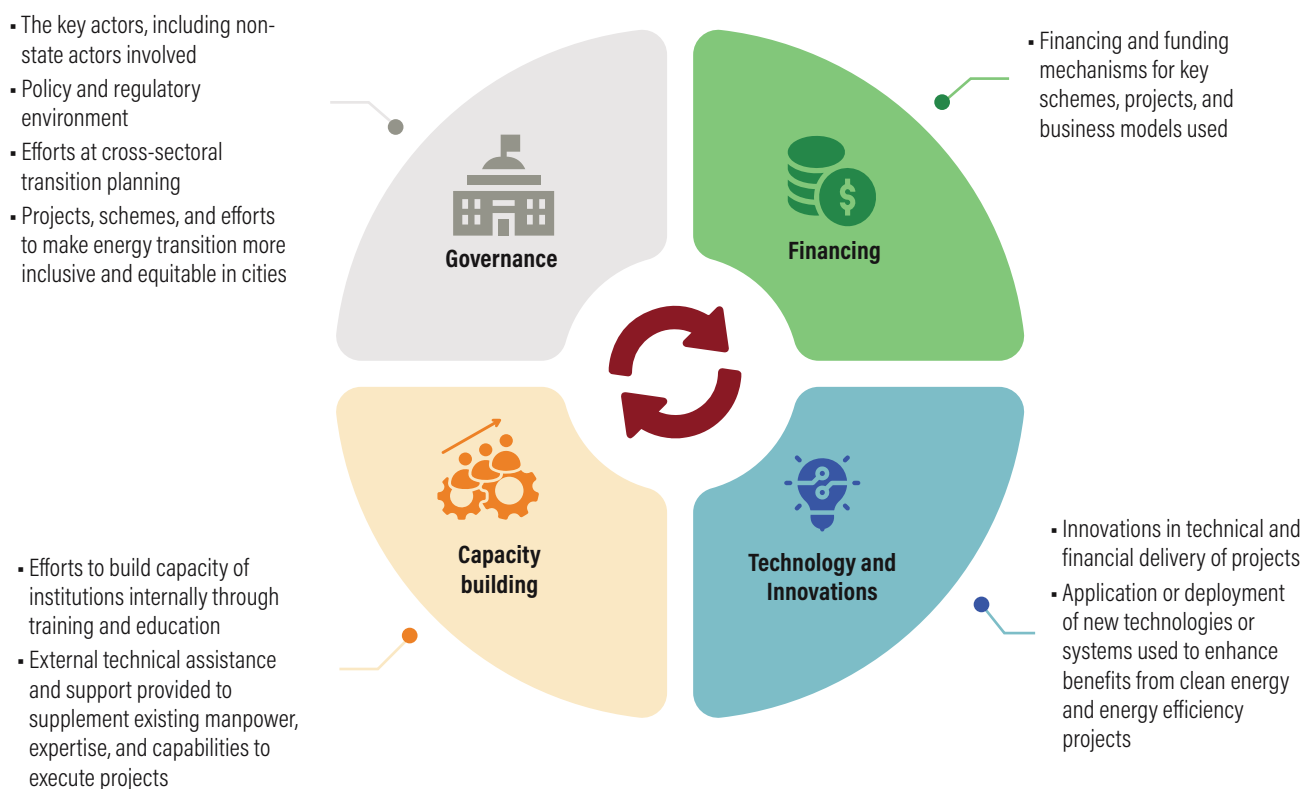 ▪ The key actors, including non-
state actors involved
▪ Policy and regulatory
environment
▪ Efforts at cross-sectoral
transition planning
▪ Projects, schemes, and efforts
to make energy transition more
inclusive and equitable in cities
Governance
▪ Financing and funding
mechanisms for key
schemes, projects, and
business models used
$
Financing
▪ Efforts to build capacity of
institutions internally through
training and education
▪ External technical assistance
and support provided to
supplement existing manpower,
expertise, and capabilities to
execute projects
Capacity
building
Technology and
Innovations
▪ Innovations in technical and
financial delivery of projects
▪ Application or deployment
of new technologies or
systems used to enhance
benefits from clean energy
and energy efficiency
projects